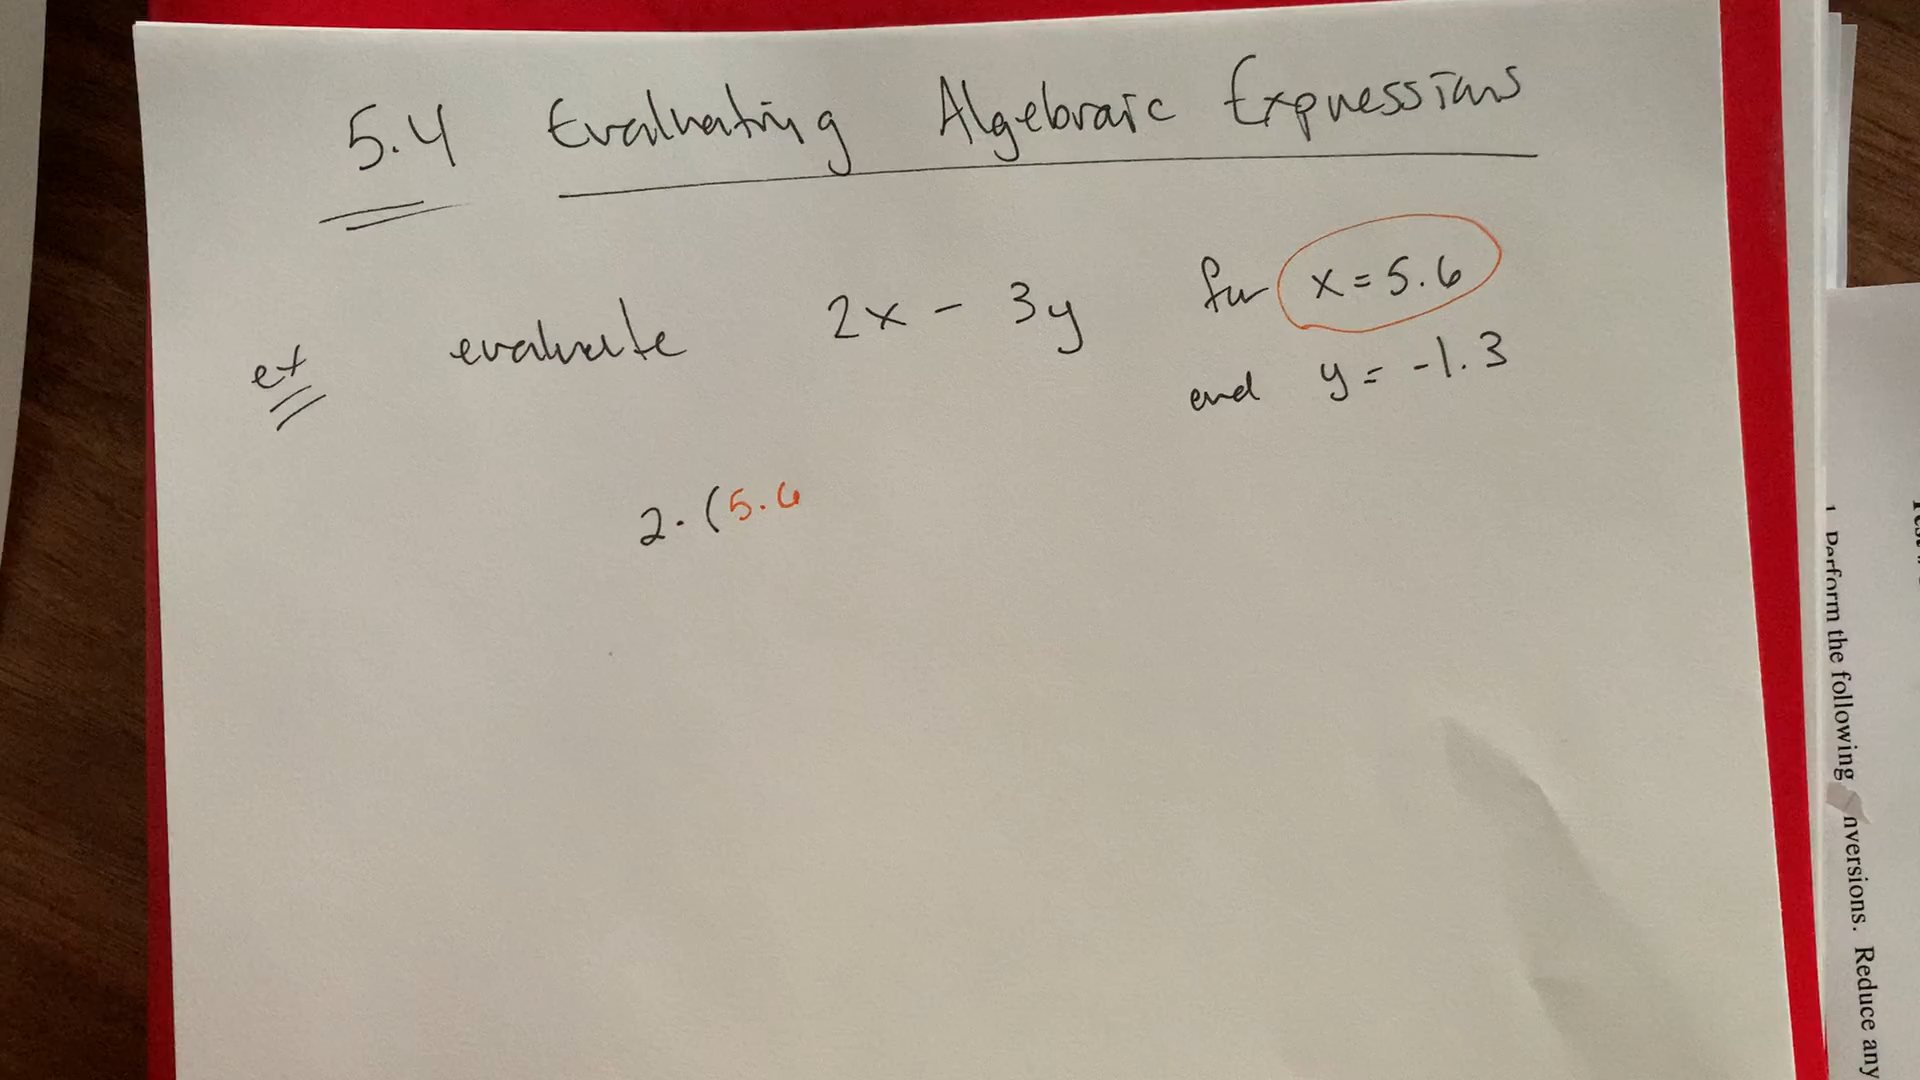 5.4 Evaluating Algebraic Expressions
ex evaluate 2x - 3y for x = 5.6
and y = -1.3
2 · (5.6
1. Perform the following
nversions. Reduce any